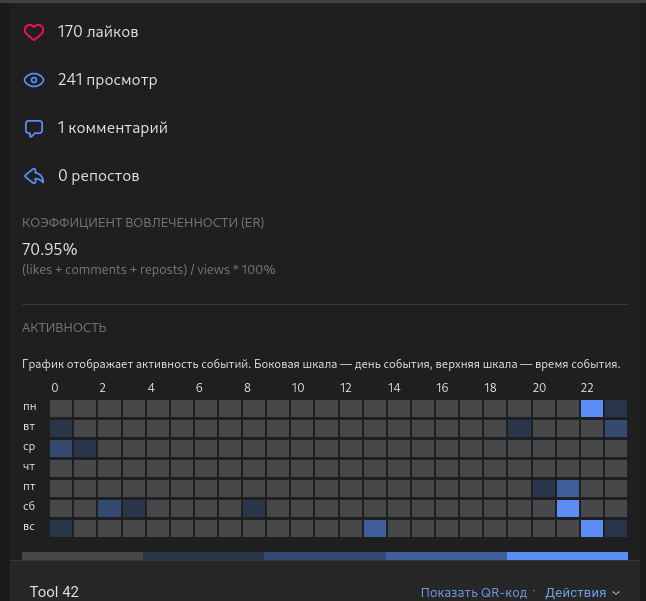 170 лайков
241 просмотр
1 комментарий
0 репостов
КОЭФФИЦИЕНТ ВОВЛЕЧЕННОСТИ (ER)
70.95%
(likes + comments + reposts) / views * 100%
АКТИВНОСТЬ
График отображает активность событий. Боковая шкала — день события, верхняя шкала — время события.
0 2 4 6 8 10 12 14 16 18 20 22
пн
вт
ср
чт
пт
сб
вс
Tool 42 Показать QR-код · Действия